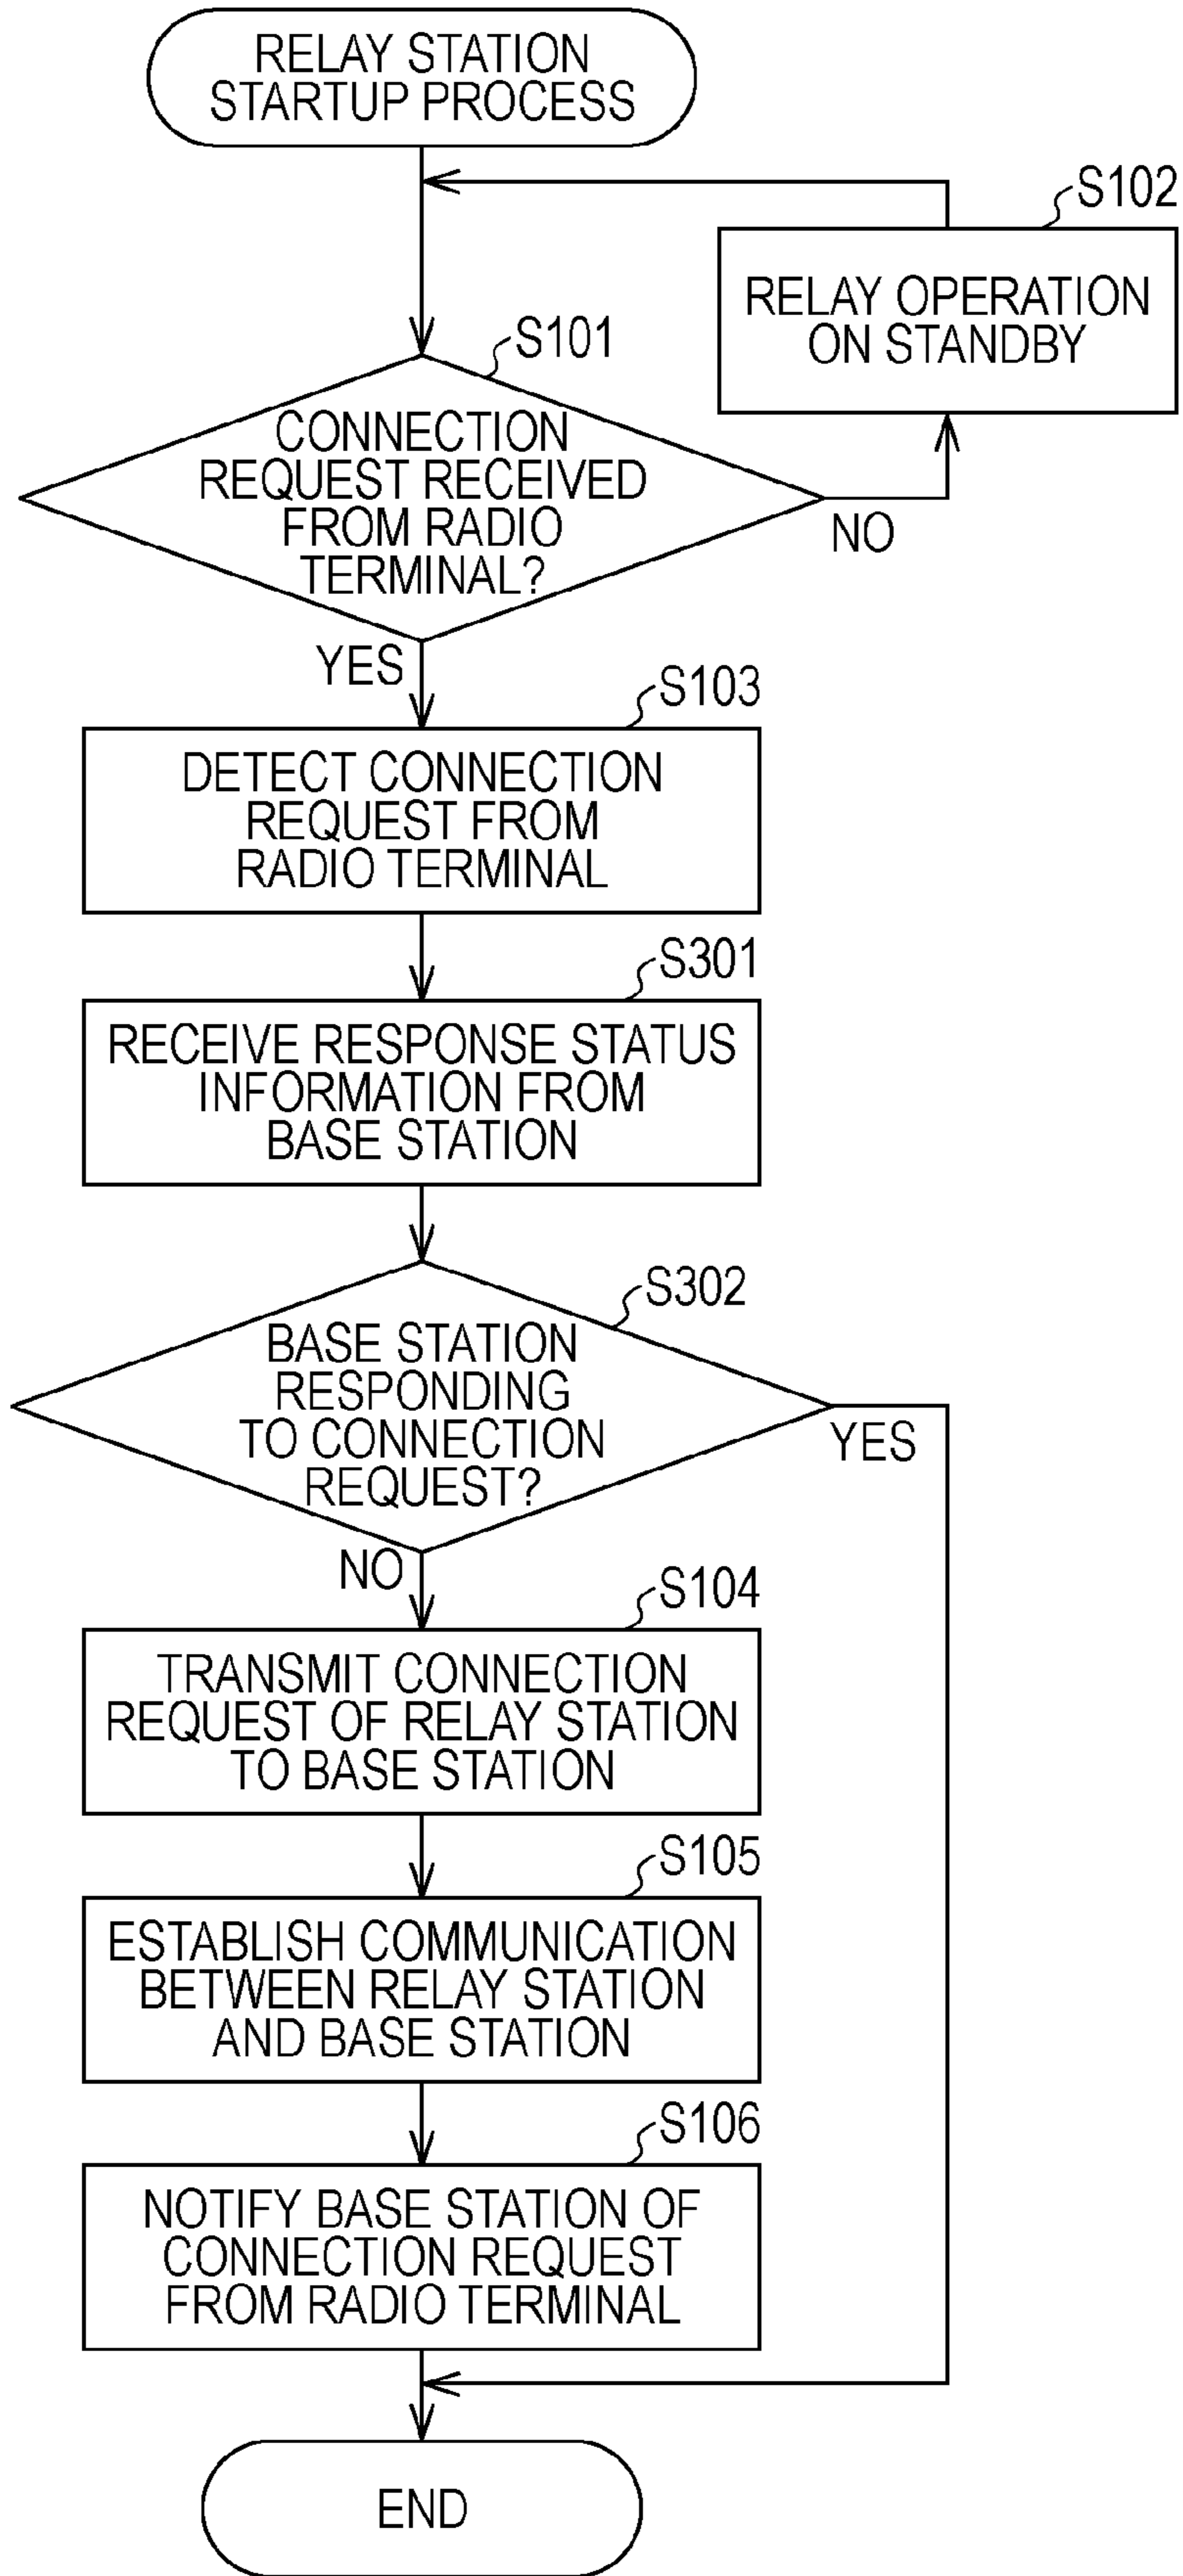 RELAY STATION
STARTUP PROCESS
S102
RELAY OPERATION
ON STANDBY
S101
CONNECTION
REQUEST RECEIVED
FROM RADIO
TERMINAL?
NO
YES
S103
DETECT CONNECTION
REQUEST FROM
RADIO TERMINAL
S301
RECEIVE RESPONSE STATUS
INFORMATION FROM
BASE STATION
S302
BASE STATION
RESPONDING
TO CONNECTION
REQUEST?
YES
NO
S104
TRANSMIT CONNECTION
REQUEST OF RELAY STATION
TO BASE STATION
S105
ESTABLISH COMMUNICATION
BETWEEN RELAY STATION
AND BASE STATION
S106
NOTIFY BASE STATION OF
CONNECTION REQUEST
FROM RADIO TERMINAL
END